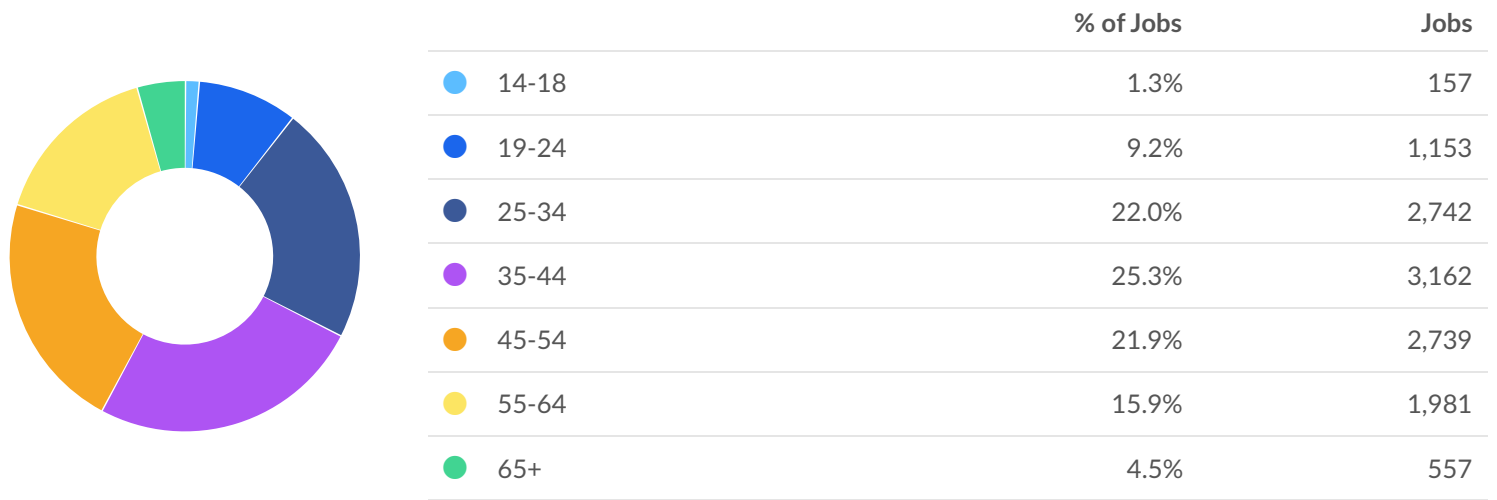 % of Jobs Jobs
14-18 1.3% 157
19-24 9.2% 1,153
25-34 22.0% 2,742
35-44 25.3% 3,162
45-54 21.9% 2,739
55-64 15.9% 1,981
65+ 4.5% 557